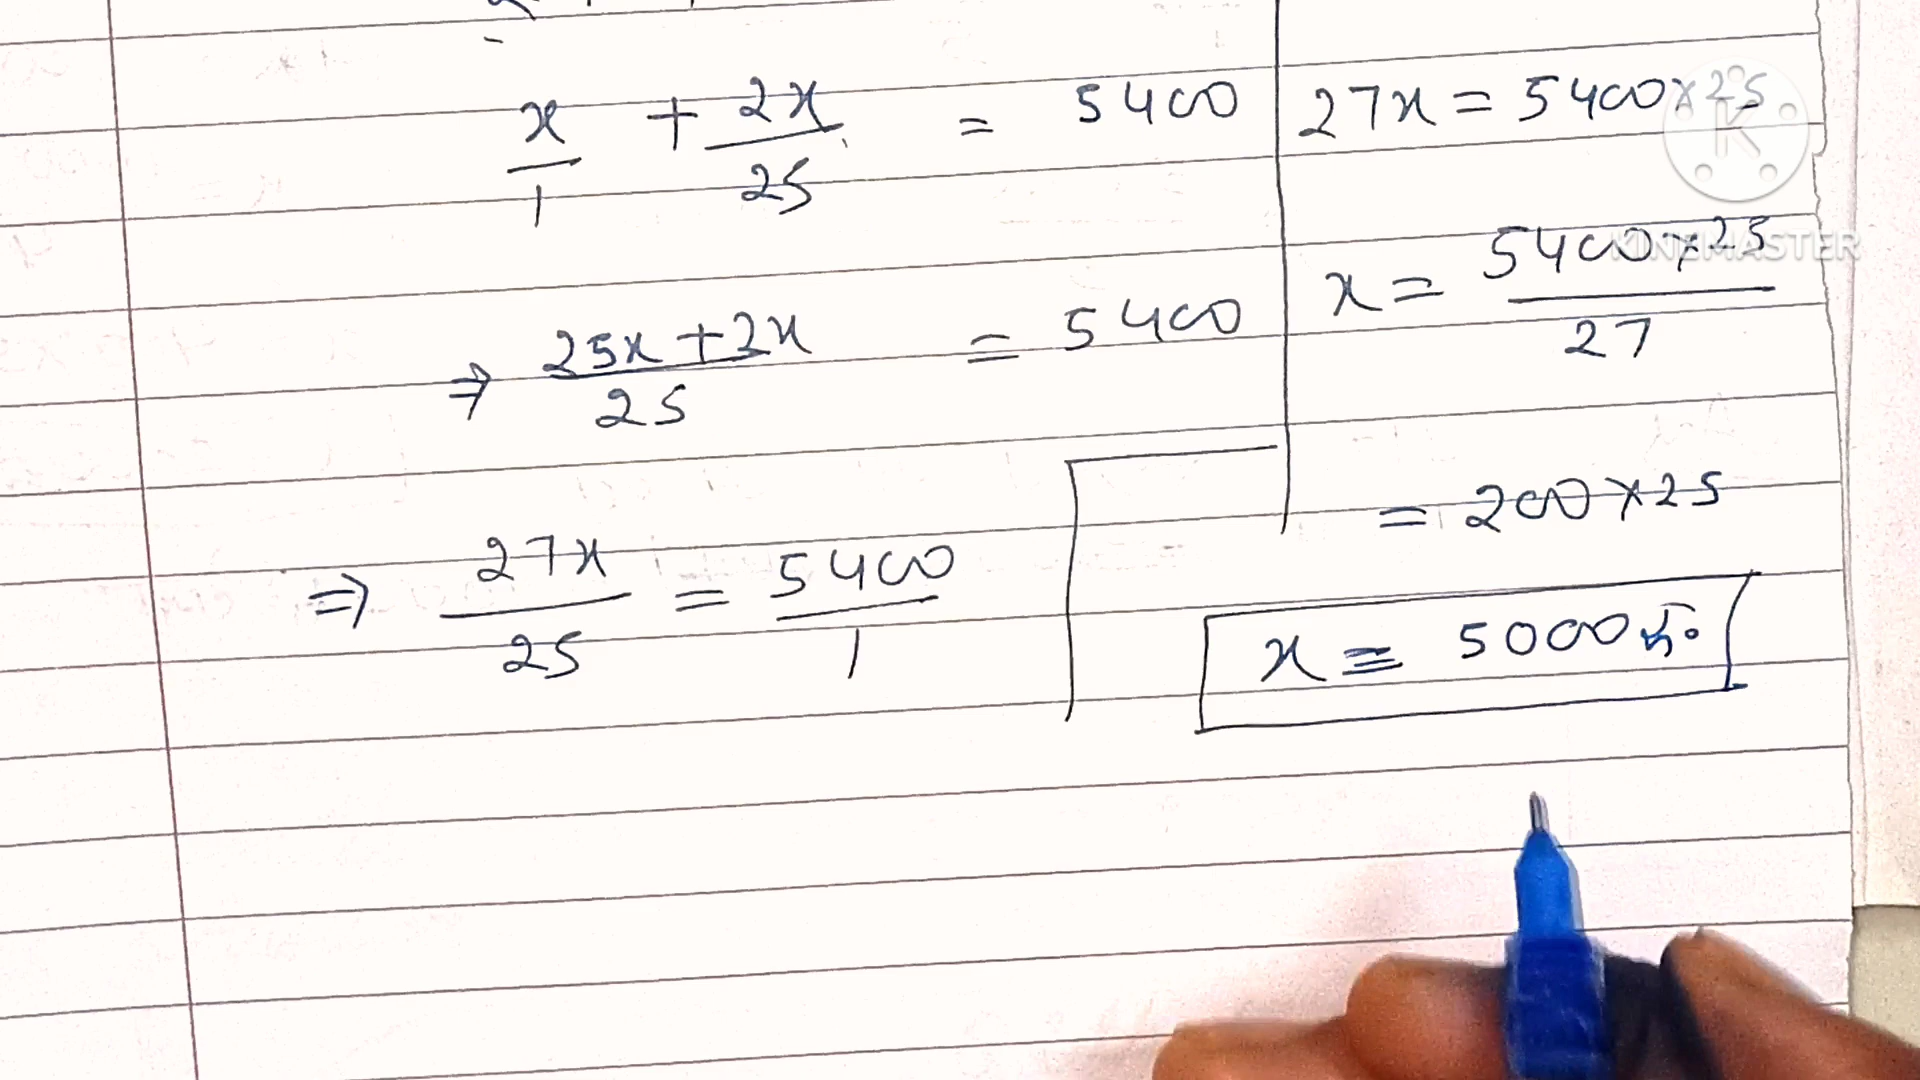 x/1 + 2x/25 = 5400
⇒ 25x+2x/25 = 5400
⇒ 27x/25 = 5400/1
27x = 5400×25
x = 5400×25/27
= 200×25
x = 5000 रु०
KINEMASTER